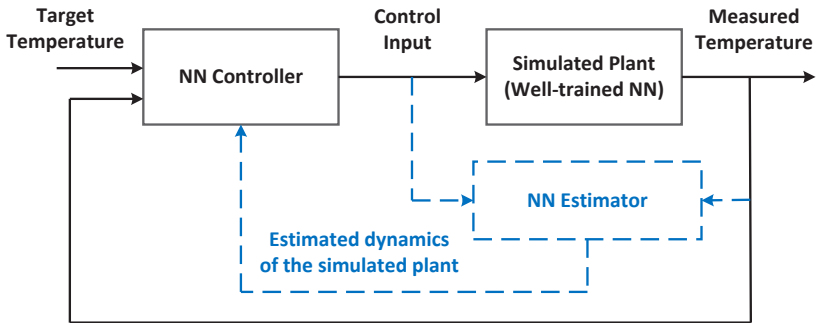 Target
Temperature
Control
Input
Measured
Temperature
NN Controller
Simulated Plant
(Well-trained NN)
NN Estimator
Estimated dynamics
of the simulated plant